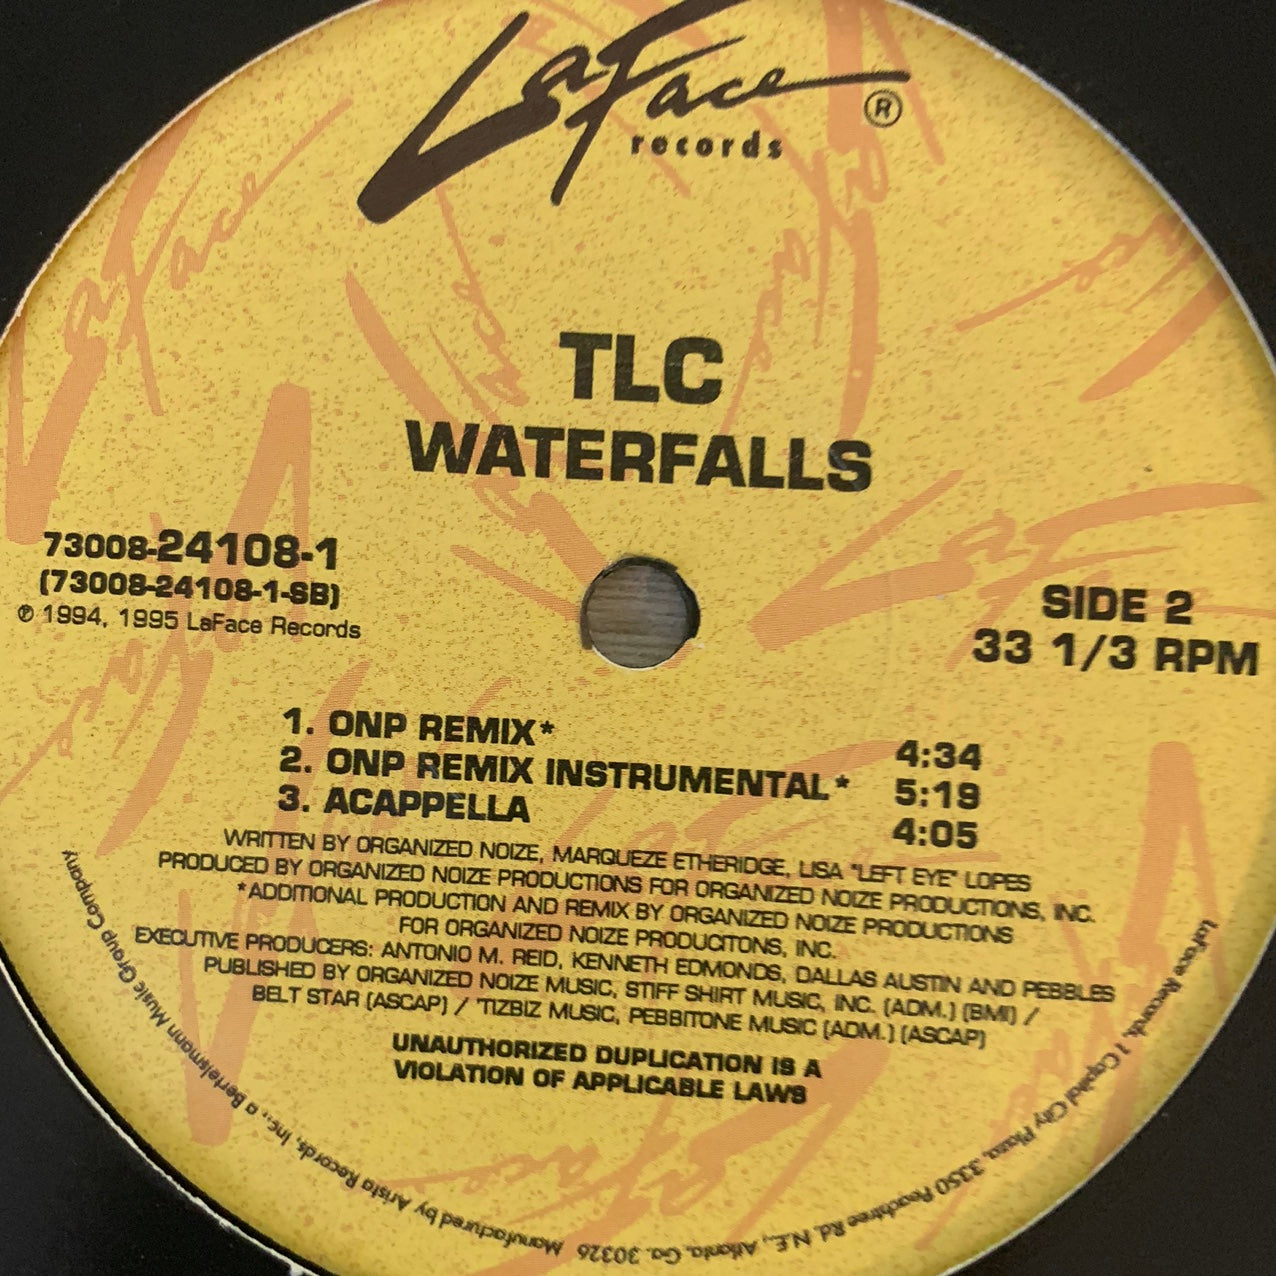 LaFace
records ®
TLC
WATERFALLS
73008-24108-1
(73008-24108-1-SB)
℗ 1994, 1995 LaFace Records
SIDE 2
33 1/3 RPM
1. ONP REMIX* 4:34
2. ONP REMIX INSTRUMENTAL* 5:19
3. ACAPPELLA 4:05
WRITTEN BY ORGANIZED NOIZE, MARQUEZE ETHERIDGE, LISA "LEFT EYE" LOPES
PRODUCED BY ORGANIZED NOIZE PRODUCTIONS FOR ORGANIZED NOIZE PRODUCTIONS, INC.
*ADDITIONAL PRODUCTION AND REMIX BY ORGANIZED NOIZE PRODUCTIONS
FOR ORGANIZED NOIZE PRODUCITONS, INC.
EXECUTIVE PRODUCERS: ANTONIO M. REID, KENNETH EDMONDS, DALLAS AUSTIN AND PEBBLES
PUBLISHED BY ORGANIZED NOIZE MUSIC, STIFF SHIRT MUSIC, INC. (ADM.) (BMI) /
BELT STAR (ASCAP) / 'TIZBIZ MUSIC, PEBBITONE MUSIC (ADM.) (ASCAP)
UNAUTHORIZED DUPLICATION IS A
VIOLATION OF APPLICABLE LAWS
LaFace Records, 1 Capital City Plaza, 3350 Peachtree Rd. N.E., Atlanta, Ga. 30326 Manufactured by Arista Records, Inc., a Bertelsmann Music Group Company